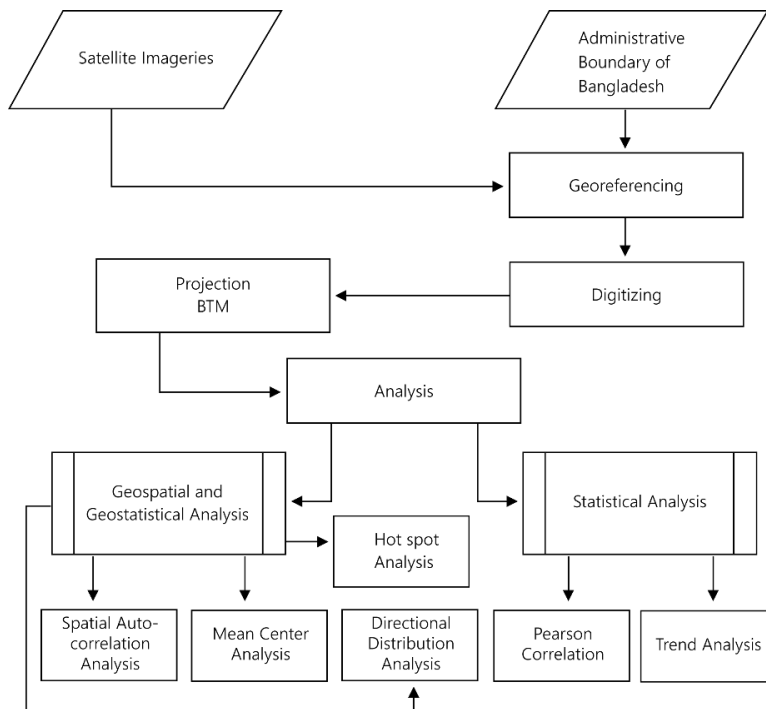 Satellite Imageries
Administrative
Boundary of
Bangladesh
Georeferencing
Projection
BTM
Digitizing
Analysis
Geospatial and
Geostatistical Analysis
Statistical Analysis
Hot spot
Analysis
Spatial Auto-
correlation
Analysis
Mean Center
Analysis
Directional
Distribution
Analysis
Pearson
Correlation
Trend Analysis